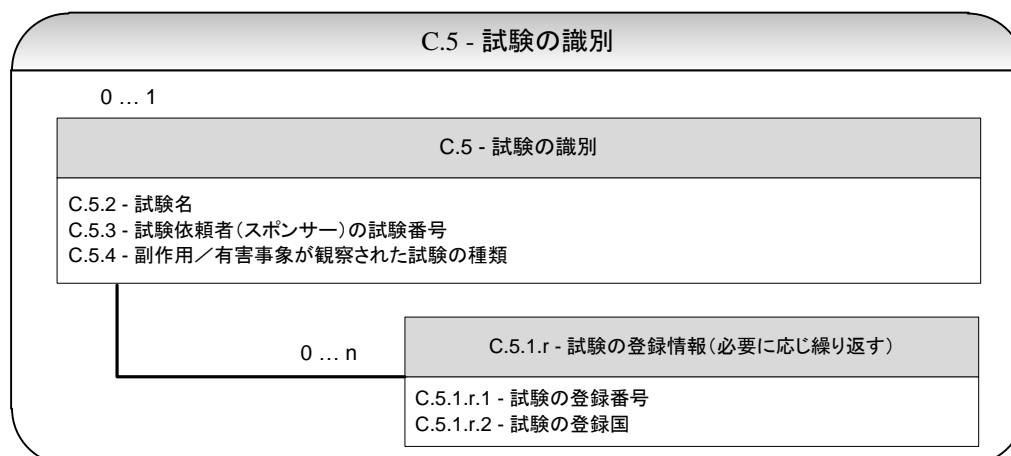 C.5 - 試験の識別
0 … 1
C.5 - 試験の識別
C.5.2 - 試験名
C.5.3 - 試験依頼者（スポンサー）の試験番号
C.5.4 - 副作用／有害事象が観察された試験の種類
0 … n
C.5.1.r - 試験の登録情報（必要に応じ繰り返す）
C.5.1.r.1 - 試験の登録番号
C.5.1.r.2 - 試験の登録国